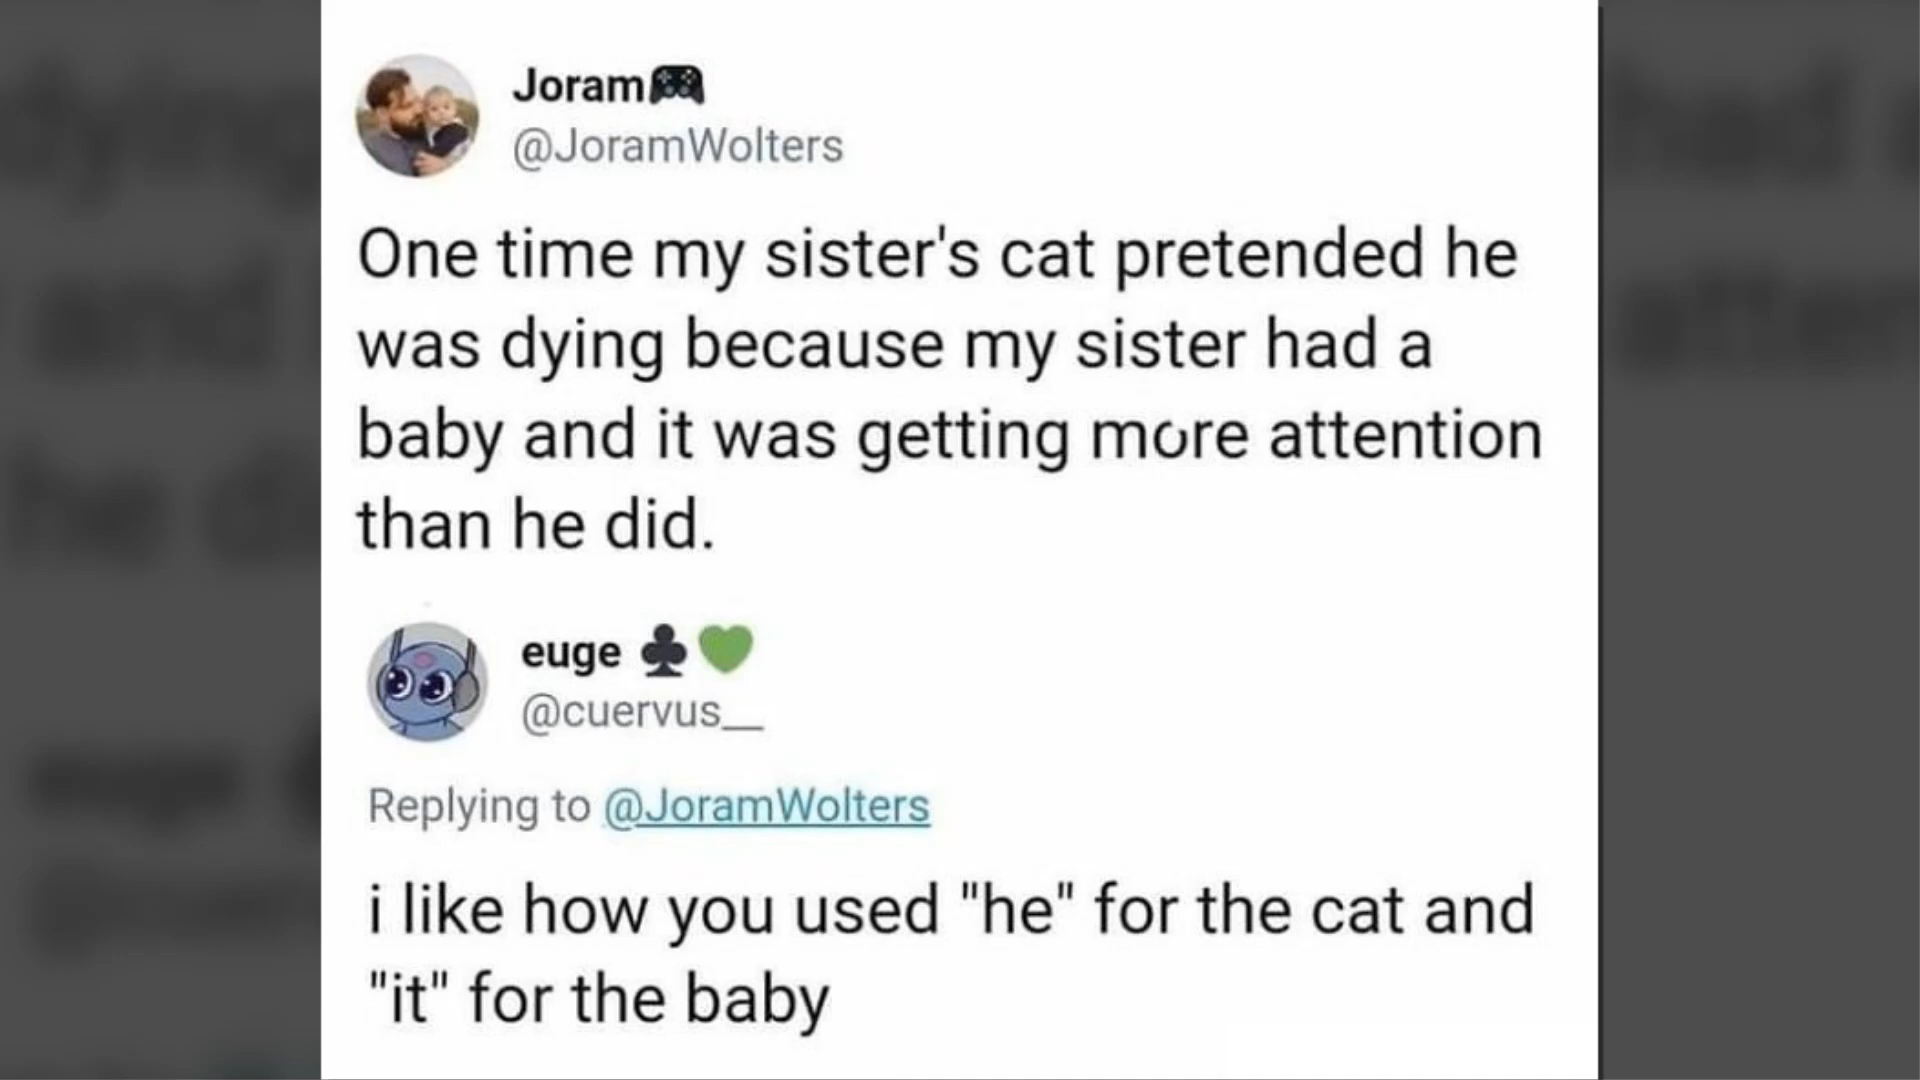 Joram🎮
@JoramWolters
One time my sister's cat pretended he
was dying because my sister had a
baby and it was getting more attention
than he did.
euge ♣️💚
@cuervus__
Replying to @JoramWolters
i like how you used "he" for the cat and
"it" for the baby